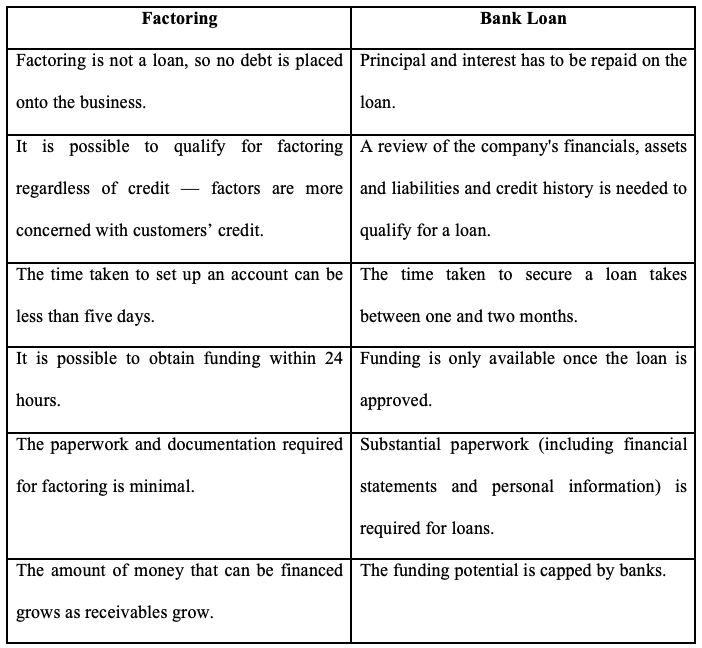 Factoring
Bank Loan
Factoring is not a loan, so no debt is placed
onto the business.
Principal and interest has to be repaid on the
loan.
It is possible to qualify for factoring
regardless of credit — factors are more
concerned with customers’ credit.
A review of the company's financials, assets
and liabilities and credit history is needed to
qualify for a loan.
The time taken to set up an account can be
less than five days.
The time taken to secure a loan takes
between one and two months.
It is possible to obtain funding within 24
hours.
Funding is only available once the loan is
approved.
The paperwork and documentation required
for factoring is minimal.
Substantial paperwork (including financial
statements and personal information) is
required for loans.
The amount of money that can be financed
grows as receivables grow.
The funding potential is capped by banks.